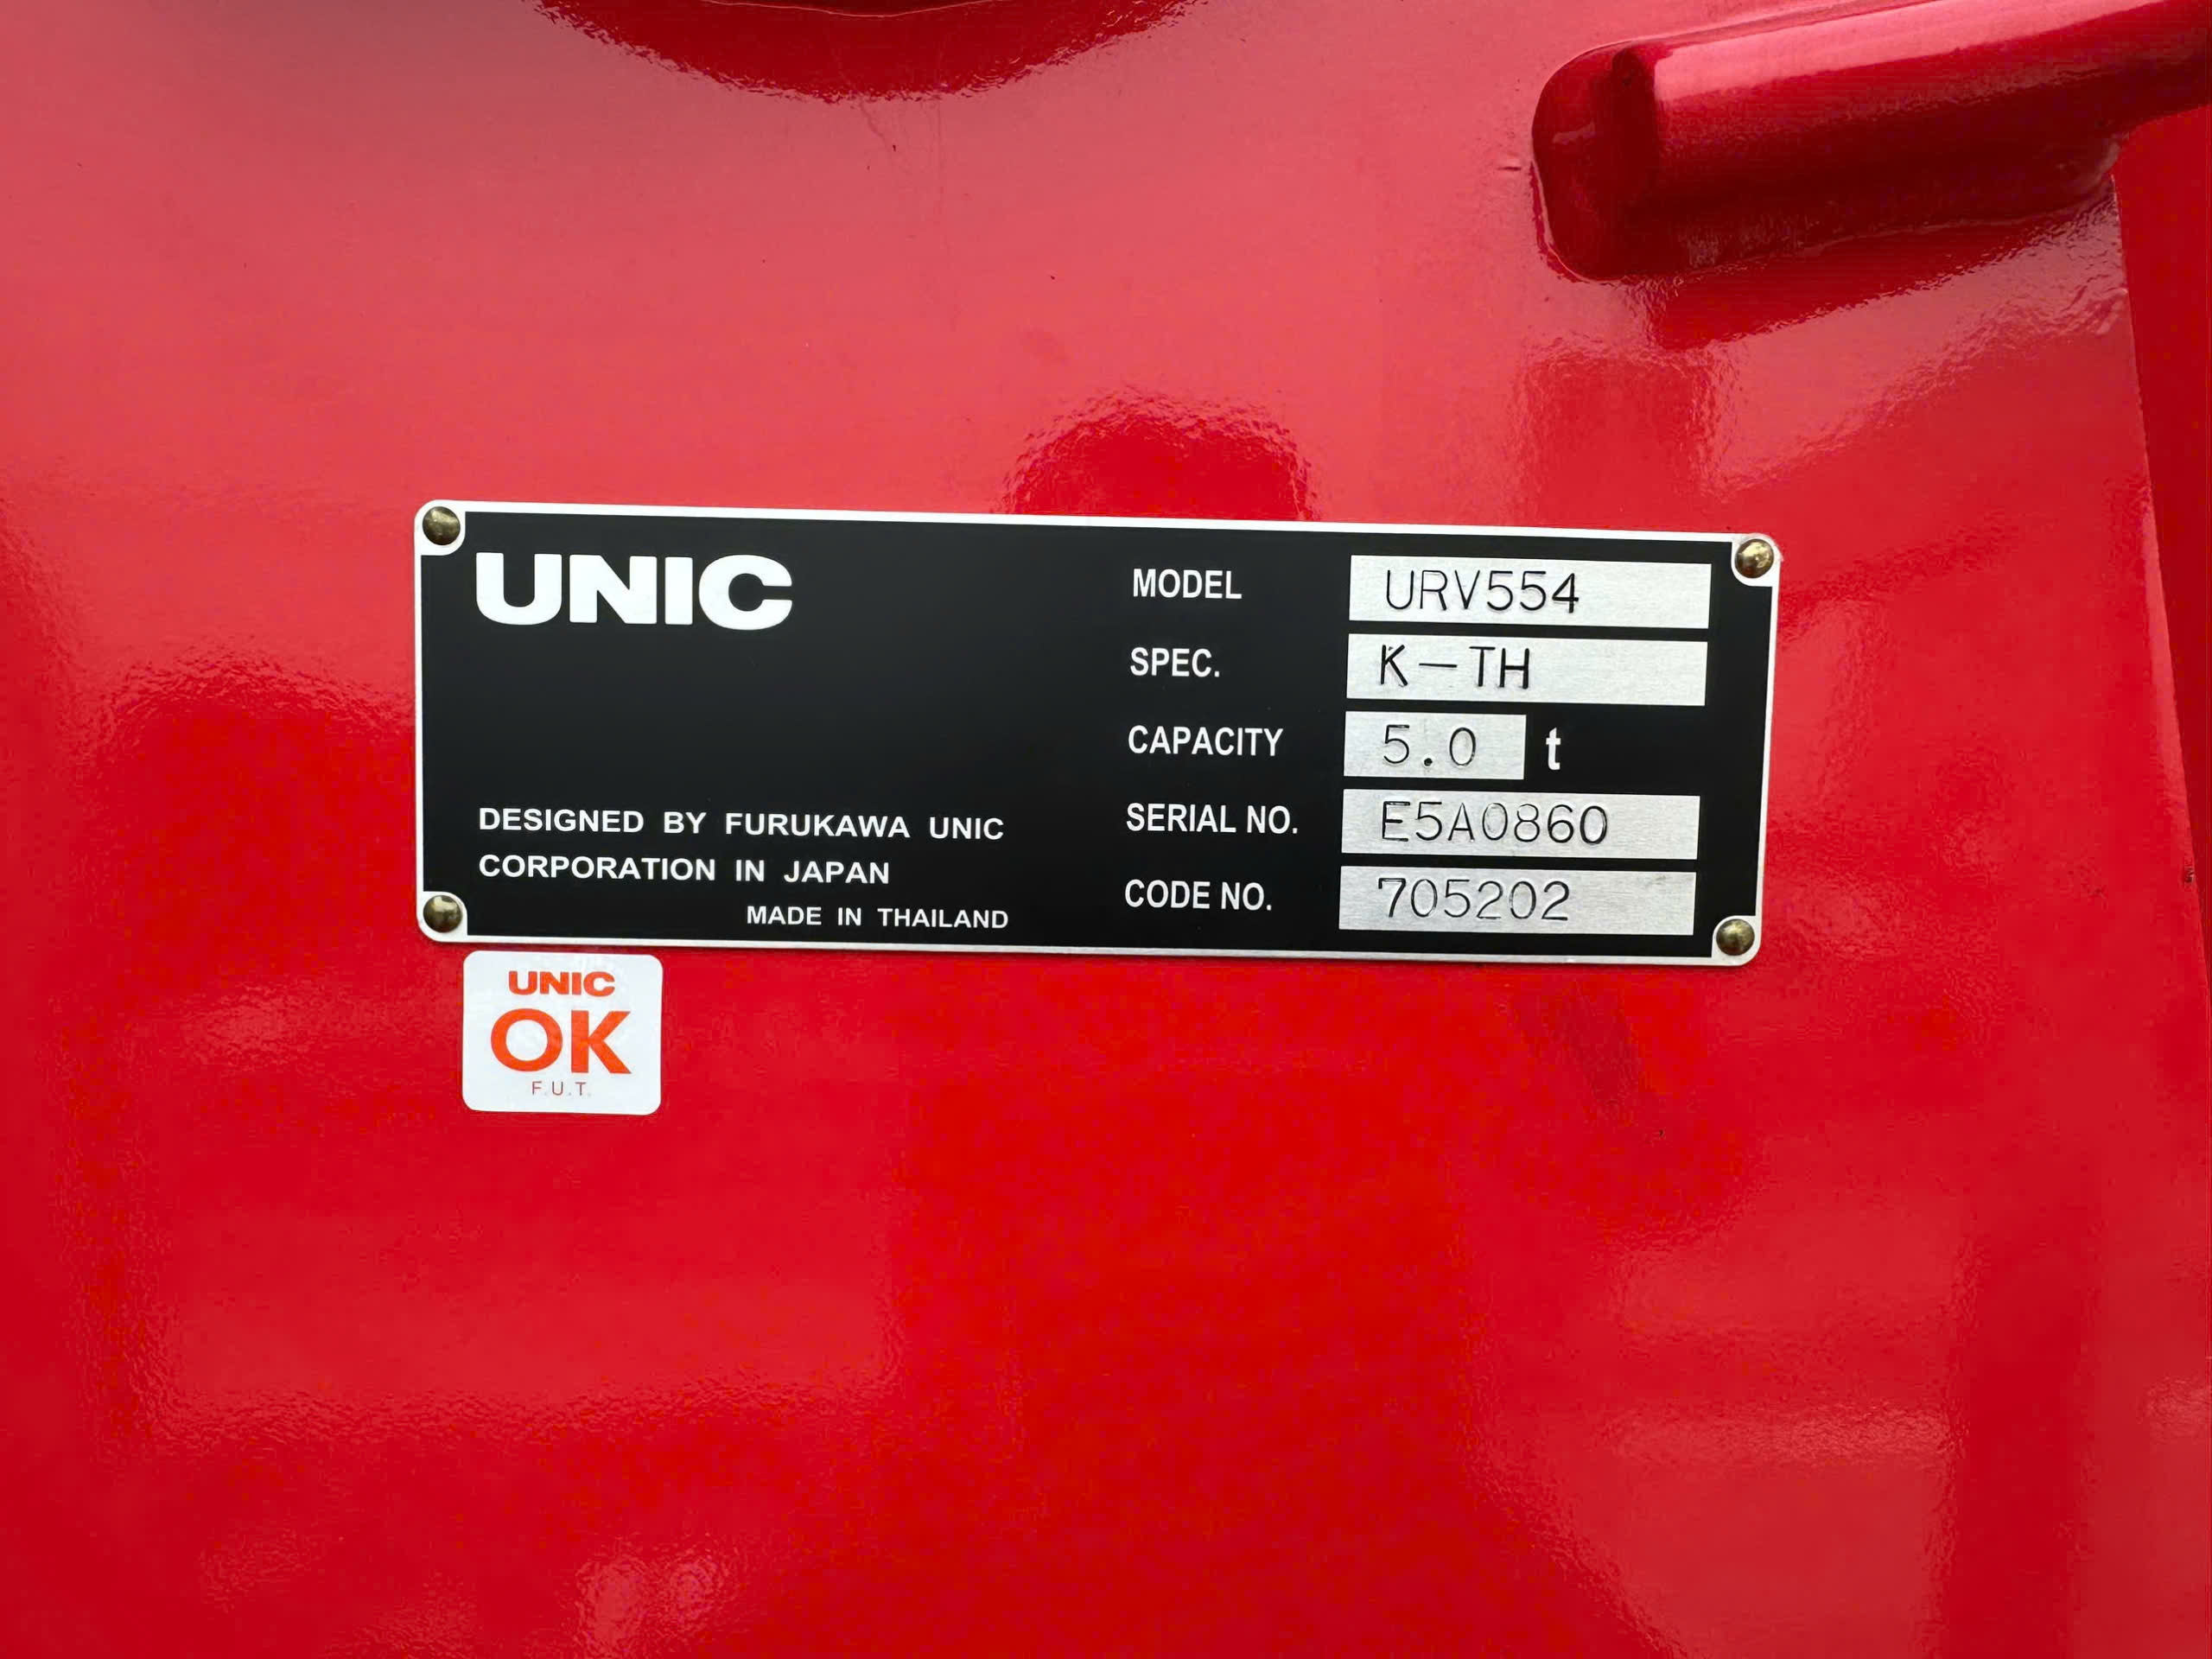 UNIC
DESIGNED BY FURUKAWA UNIC
CORPORATION IN JAPAN
MADE IN THAILAND
MODEL URV554
SPEC. K-TH
CAPACITY 5.0 t
SERIAL NO. E5A0860
CODE NO. 705202
UNIC
OK
F.U.T.